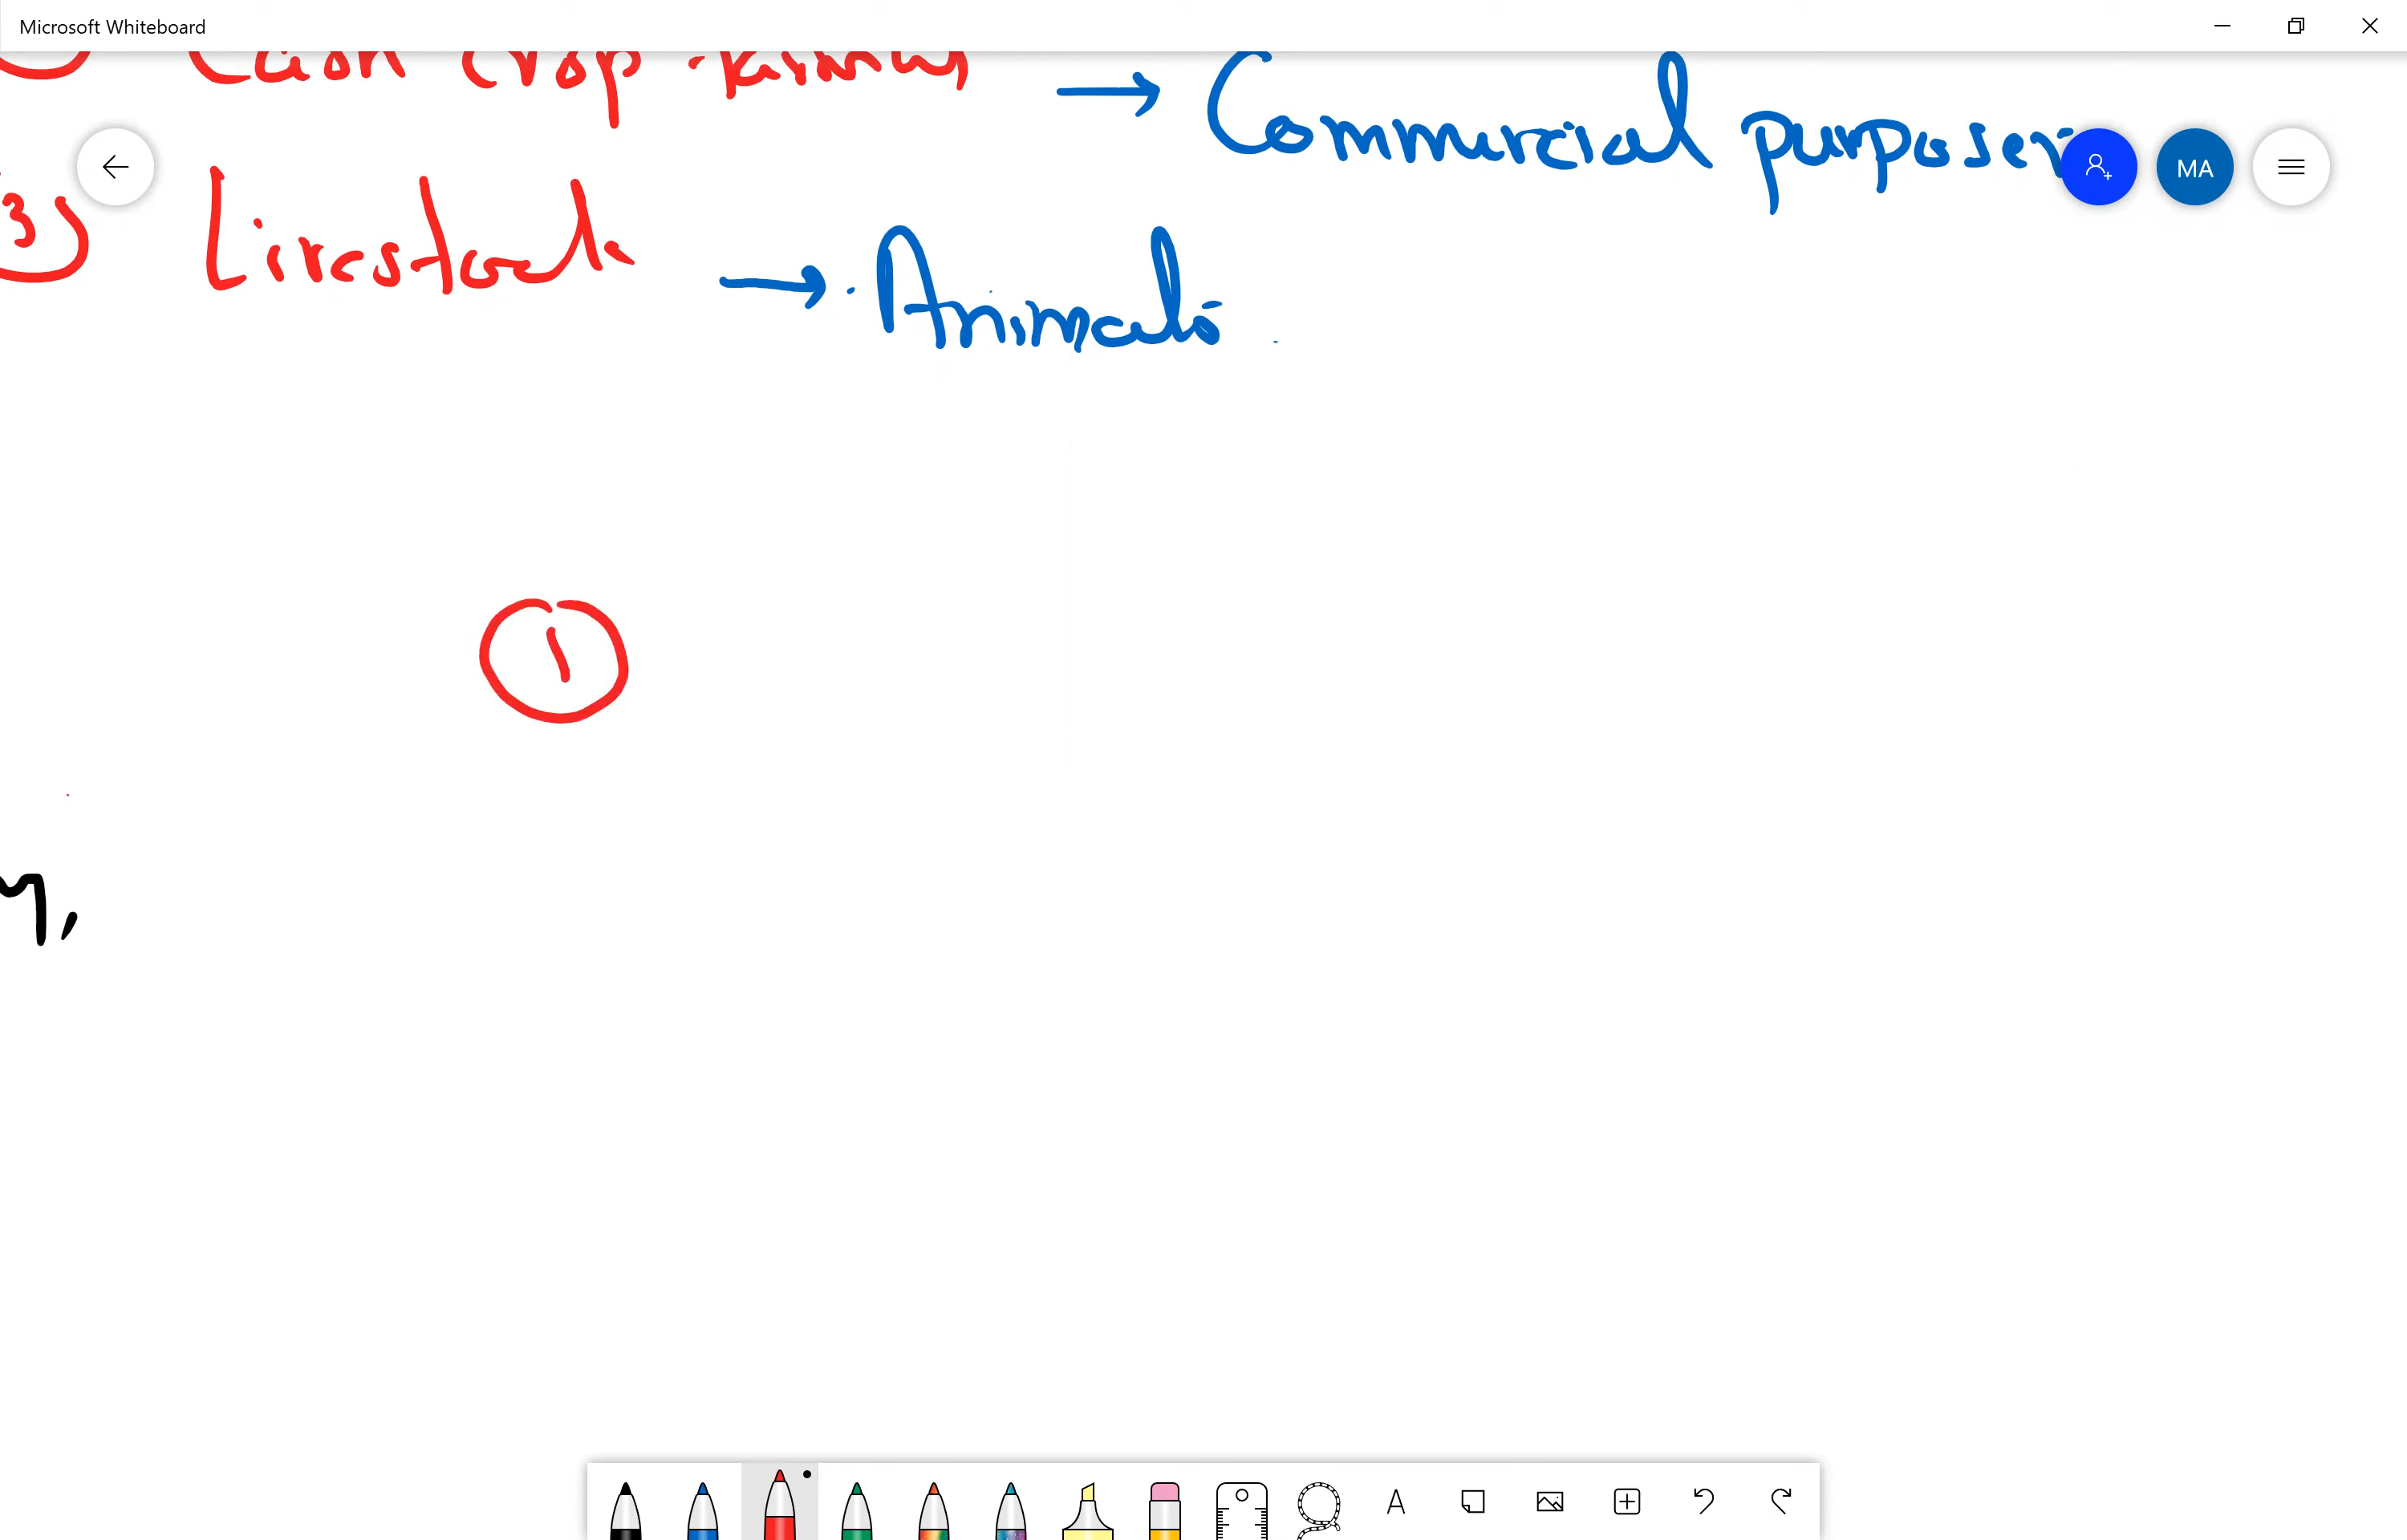 Microsoft Whiteboard
Cash Crop farming → Commercial purposes
MA
3) Livestock → Animals.
1